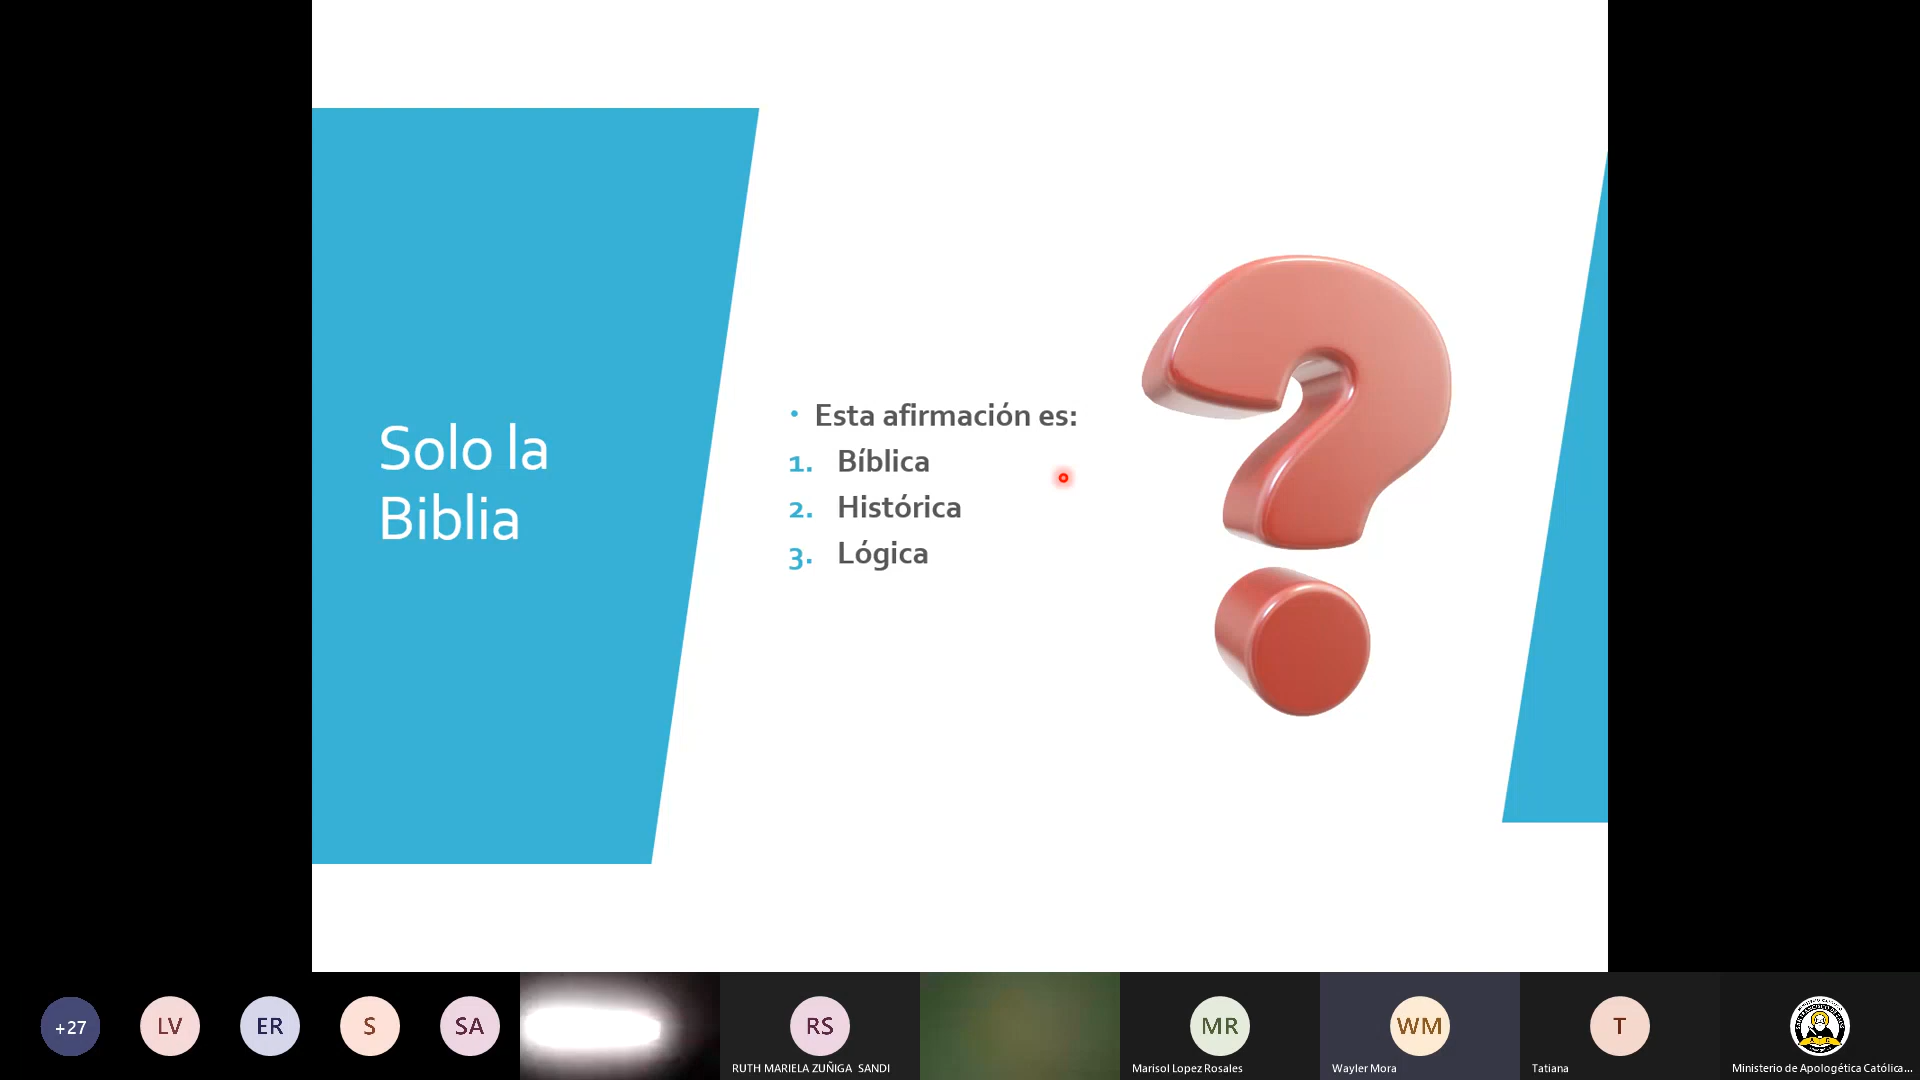 Solo la
Biblia
• Esta afirmación es:
1. Bíblica
2. Histórica
3. Lógica
+27
LV
ER
S
SA
RS
RUTH MARIELA ZUÑIGA SANDI
MR
Marisol Lopez Rosales
WM
Wayler Mora
T
Tatiana
Ministerio de Apologética Católica...